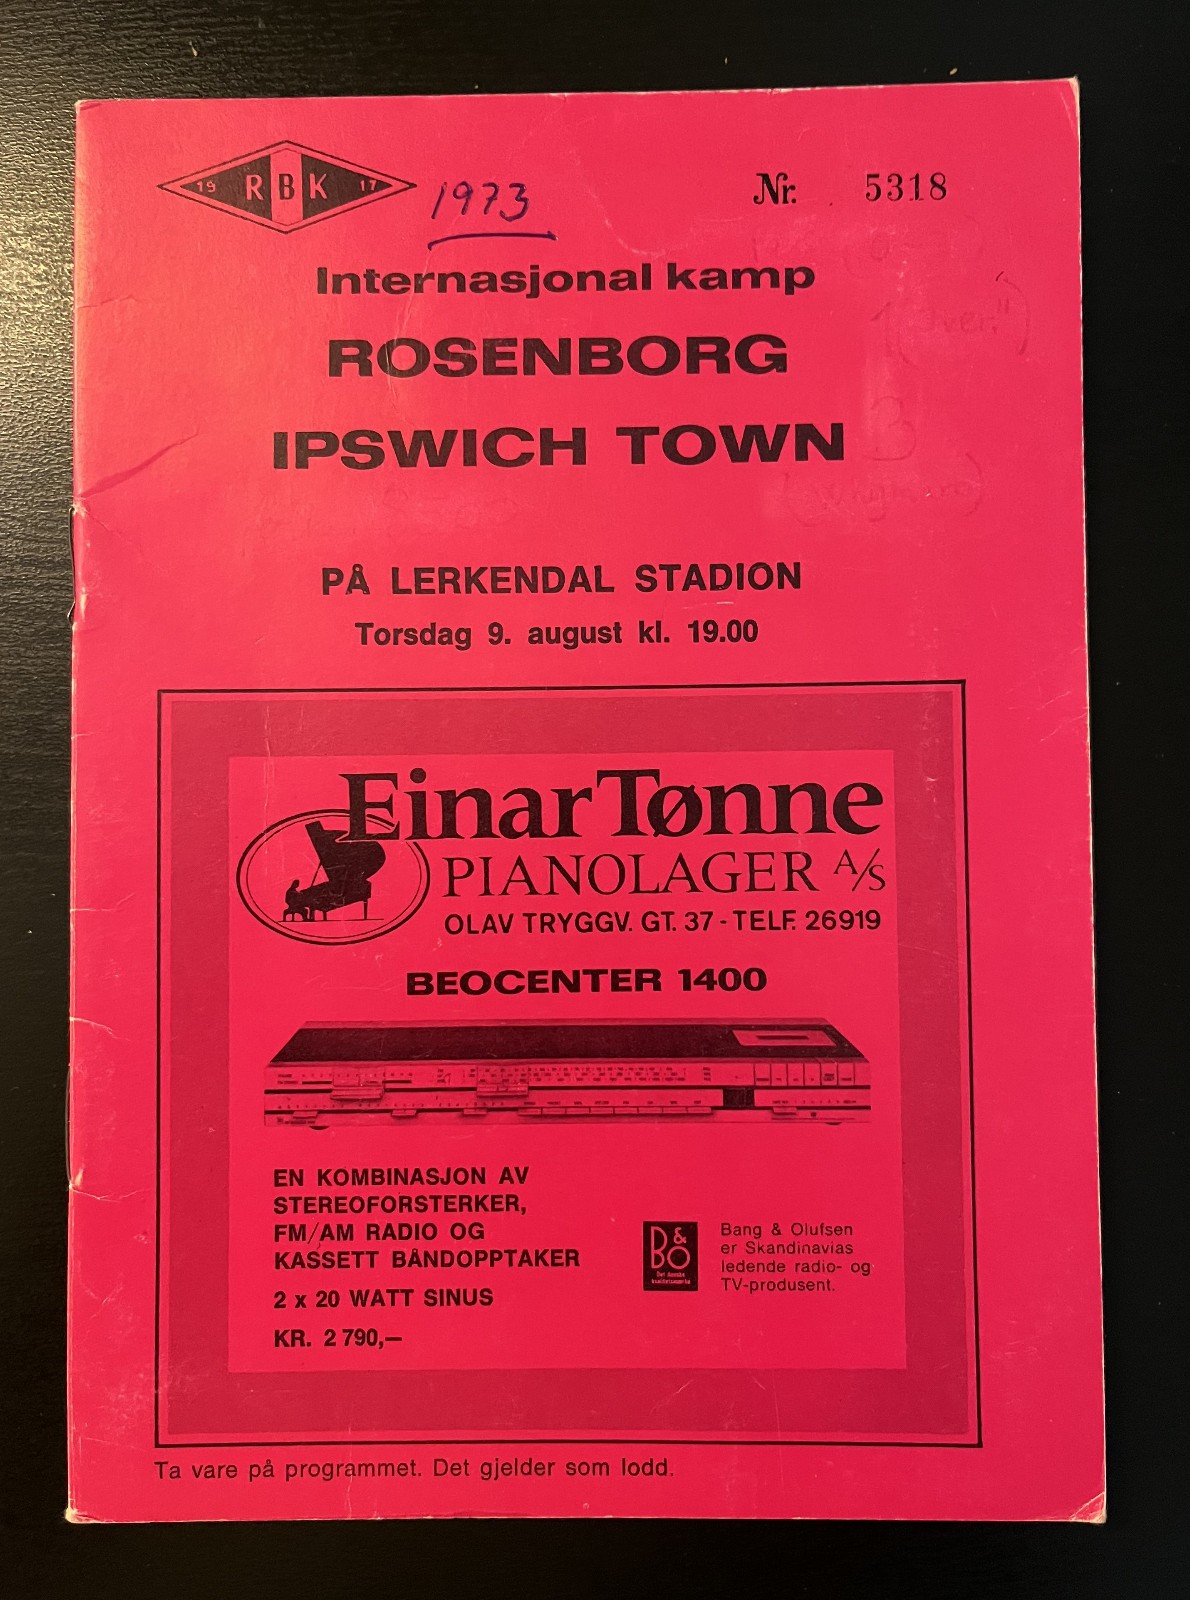 19 RBK 17
1973
Nr. 5318
Internasjonal kamp
ROSENBORG
IPSWICH TOWN
3
PÅ LERKENDAL STADION
Torsdag 9. august kl. 19.00
Einar Tønne
PIANOLAGER A/S
OLAV TRYGGV. GT. 37 - TELF. 26919
BEOCENTER 1400
EN KOMBINASJON AV
STEREOFORSTERKER,
FM/AM RADIO OG
KASSETT BÅNDOPPTAKER
2 x 20 WATT SINUS
KR. 2 790,—
B&O
Bang & Olufsen
er Skandinavias
ledende radio- og
TV-produsent.
Ta vare på programmet. Det gjelder som lodd.